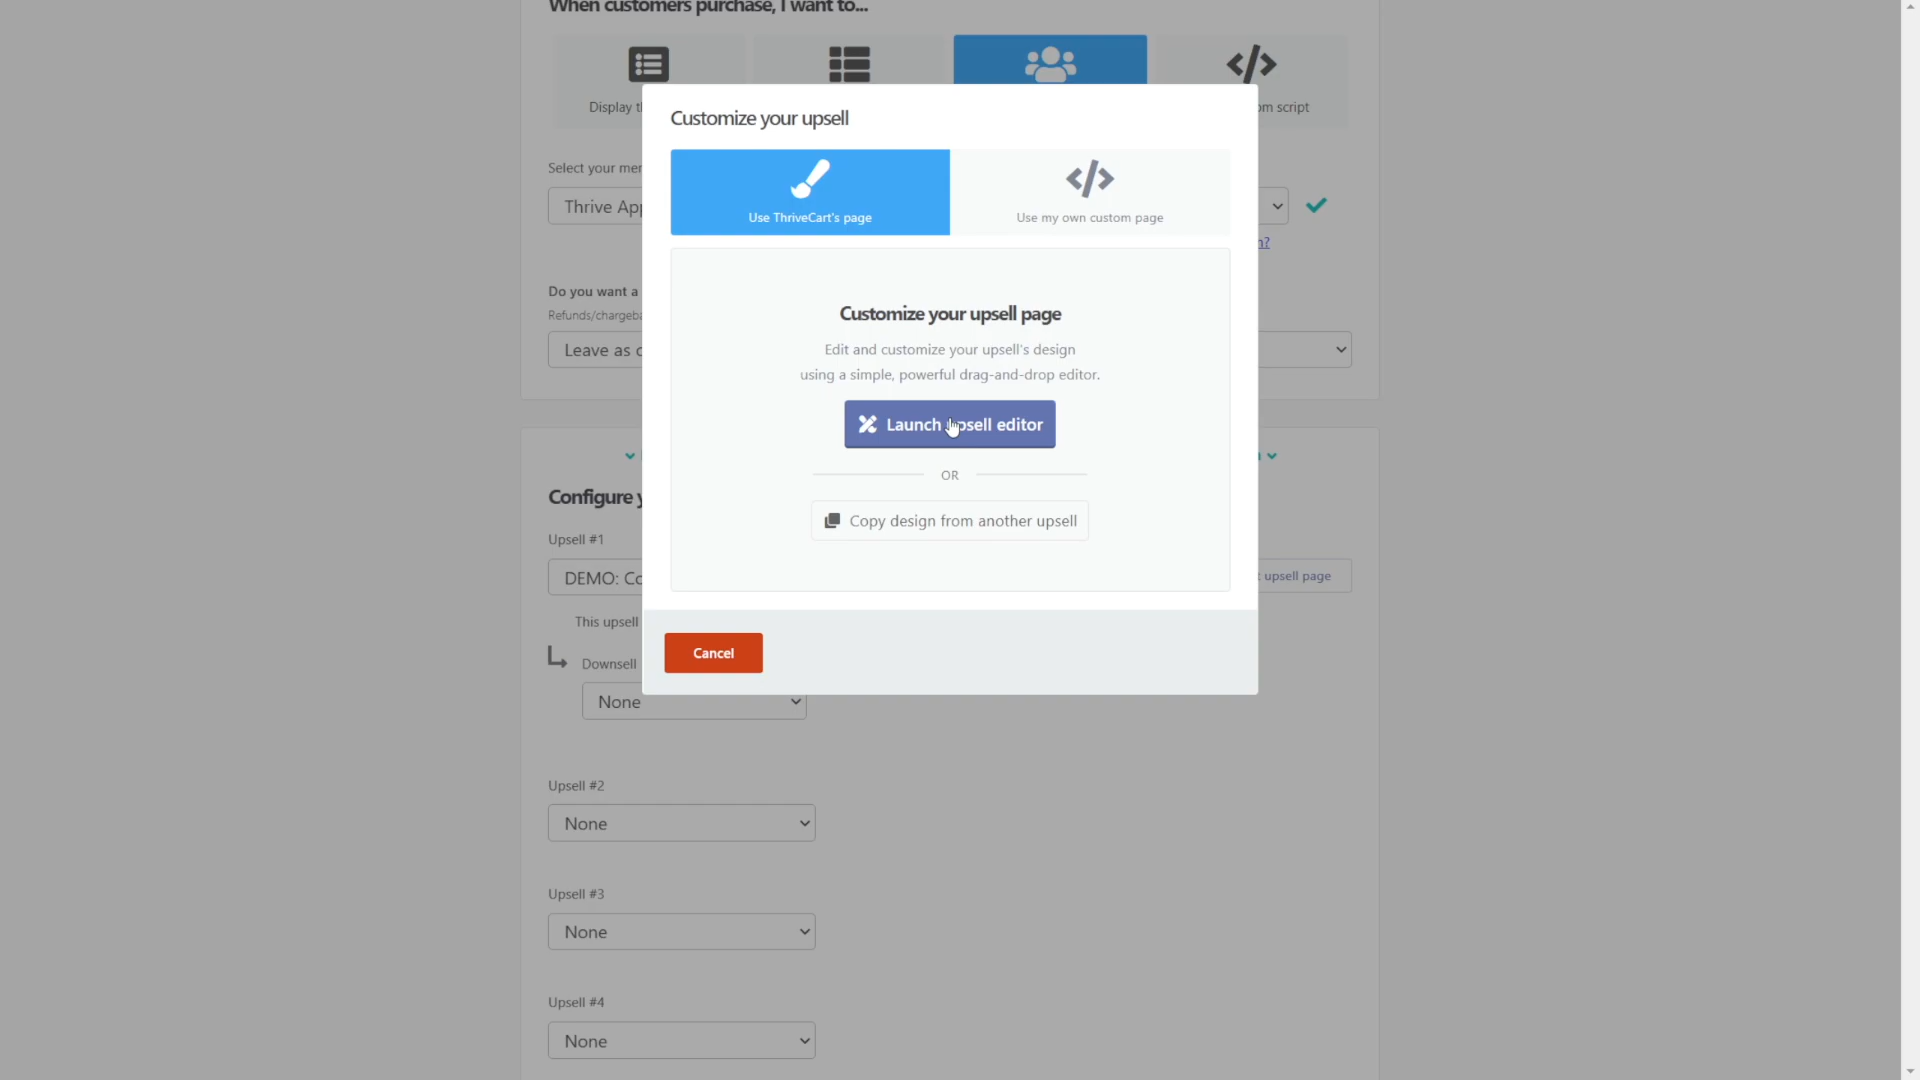 When customers purchase, I want to...
Display
om script
Customize your upsell
Use ThriveCart's page
Use my own custom page
Select your
Thrive
Customize your upsell page
Do you want a
Refunds/
Edit and customize your upsell's design
Leave as
using a simple, powerful drag-and-drop editor.
Launch upsell editor
OR
Configure
Copy design from another upsell
Upsell #1
DEMO:
upsell page
This upsell
Cancel
Downsell
None
Upsell #2
None
Upsell #3
None
Upsell #4
None